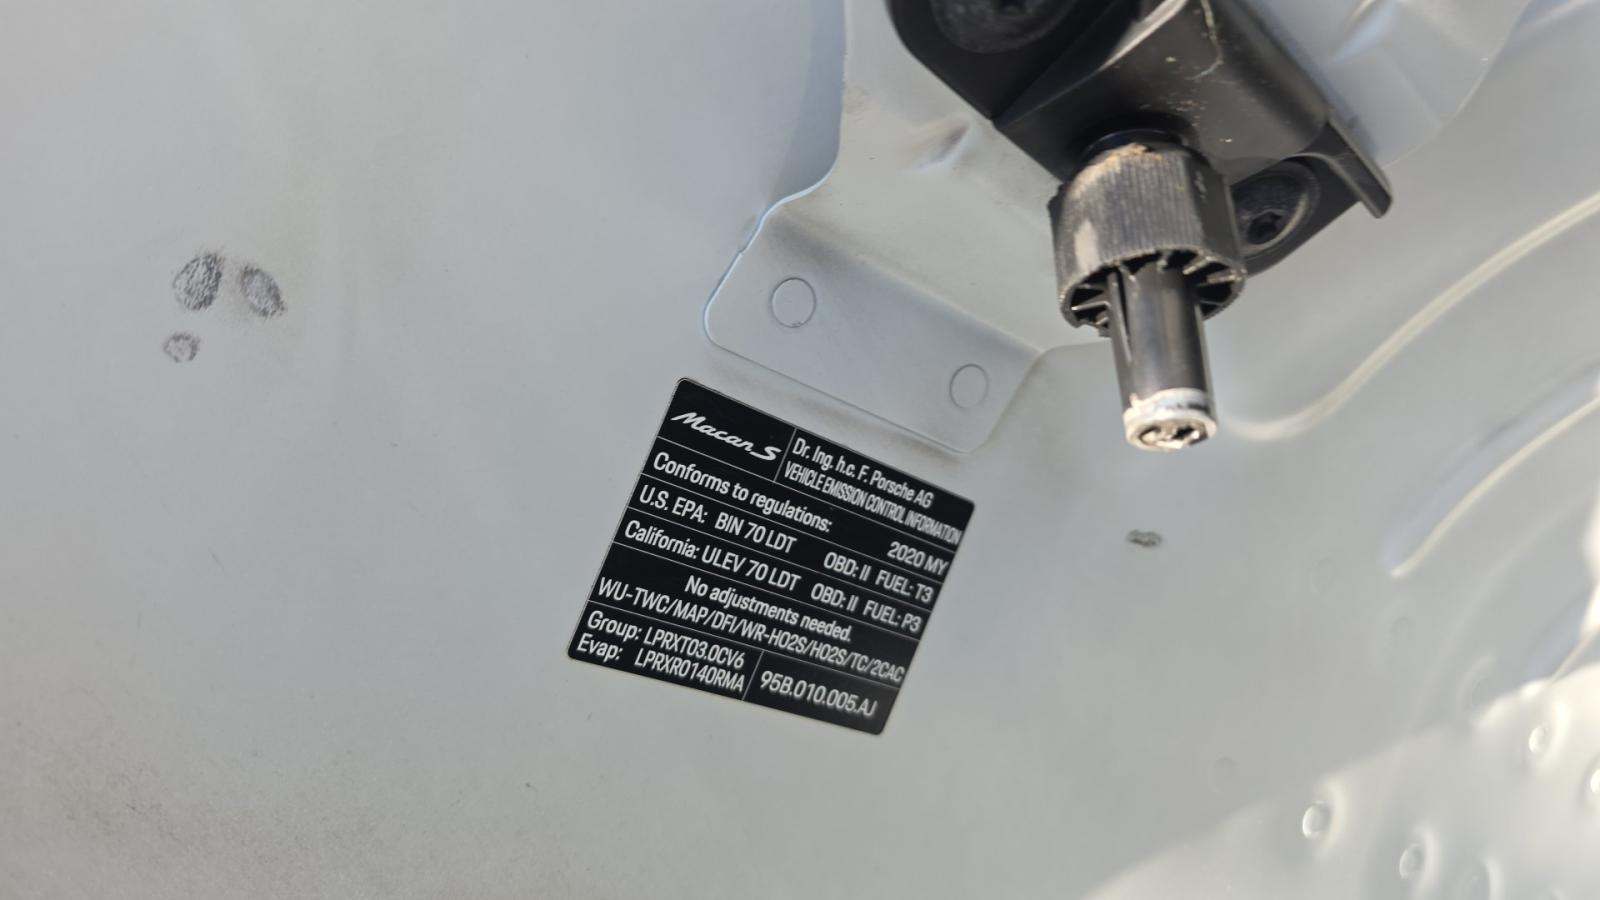 Macan S
Dr. Ing. h.c. F. Porsche AG
VEHICLE EMISSION CONTROL INFORMATION
Conforms to regulations: 2020 MY
U.S. EPA: BIN 70 LDT OBD: II FUEL: T3
California: ULEV 70 LDT OBD: II FUEL: P3
No adjustments needed.
WU-TWC/MAP/DFI/WR-HO2S/HO2S/TC/2CAC
Group: LPRXT03.0CV6
Evap: LPRXR0140RMA
95B.010.005.AJ